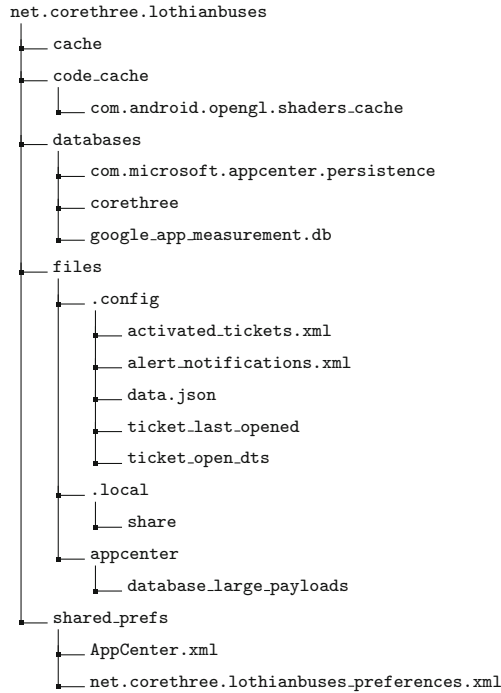 net.corethree.lothianbuses
cache
code_cache
com.android.opengl.shaders_cache
databases
com.microsoft.appcenter.persistence
corethree
google_app_measurement.db
files
.config
activated_tickets.xml
alert_notifications.xml
data.json
ticket_last_opened
ticket_open_dts
.local
share
appcenter
database_large_payloads
shared_prefs
AppCenter.xml
net.corethree.lothianbuses_preferences.xml